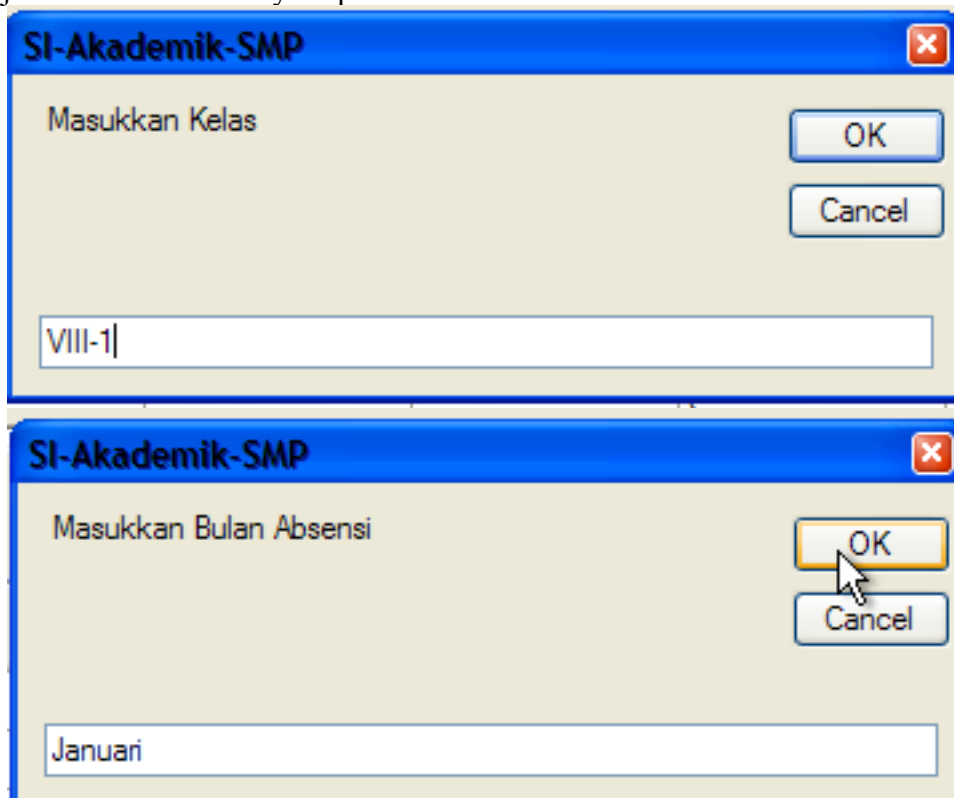 SI-Akademik-SMP
Masukkan Kelas
OK
Cancel
VIII-1
SI-Akademik-SMP
Masukkan Bulan Absensi
OK
Cancel
Januari